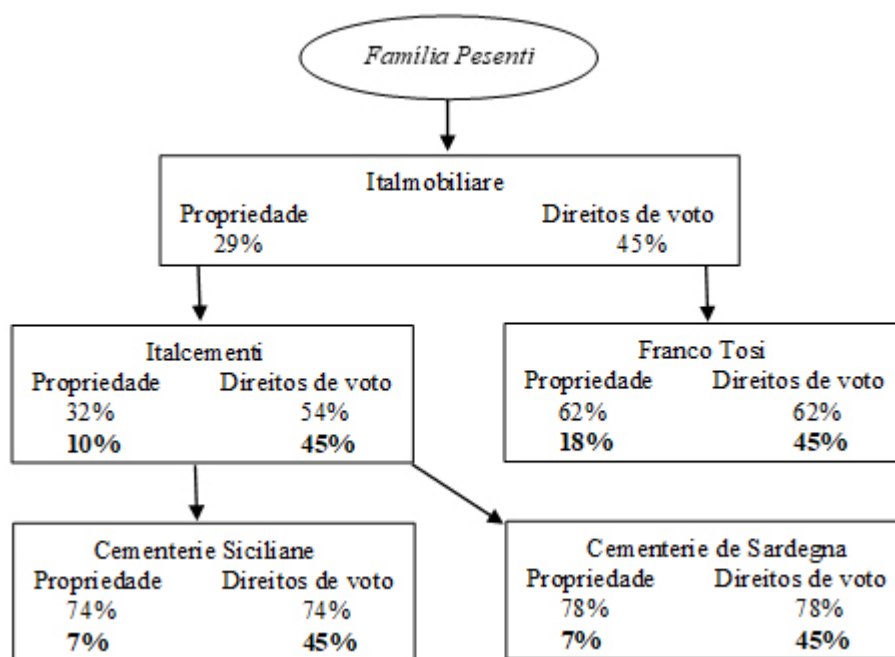 Família Pesenti
Italmobiliare
Propriedade Direitos de voto
29% 45%
Italcementi
Propriedade Direitos de voto
32% 54%
10% 45%
Franco Tosi
Propriedade Direitos de voto
62% 62%
18% 45%
Cementerie Siciliane
Propriedade Direitos de voto
74% 74%
7% 45%
Cementerie de Sardegna
Propriedade Direitos de voto
78% 78%
7% 45%